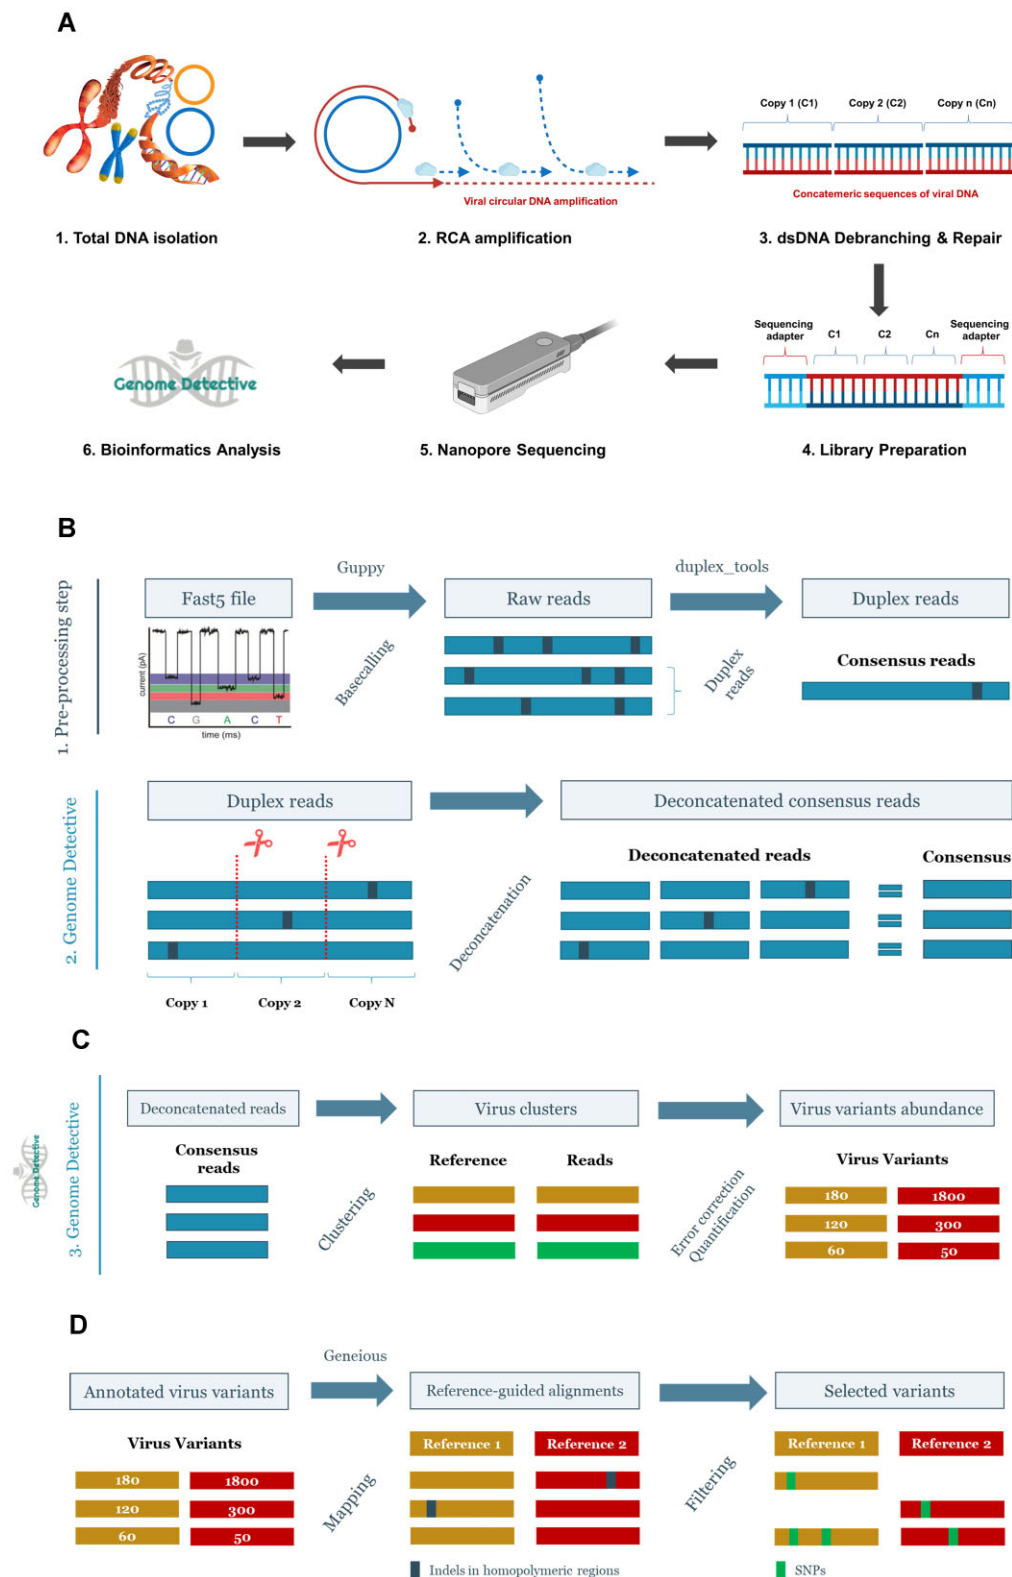 A
Copy 1 (C1) Copy 2 (C2) Copy n (Cn)
Viral circular DNA amplification
Concatemeric sequences of viral DNA
1. Total DNA isolation
2. RCA amplification
3. dsDNA Debranching & Repair
Sequencing
adapter
C1
C2
Cn
Sequencing
adapter
Genome Detective
6. Bioinformatics Analysis
5. Nanopore Sequencing
4. Library Preparation
B
1. Pre-processing step
Fast5 file
Guppy
Basecalling
Raw reads
duplex_tools
Duplex
reads
Duplex reads
Consensus reads
current (pA)
C G A C T
time (ms)
2. Genome Detective
Duplex reads
Deconcatenation
Deconcatenated consensus reads
Deconcatenated reads
Consensus
Copy 1
Copy 2
Copy N
C
Genome Detective
3. Genome Detective
Deconcatenated reads
Consensus
reads
Clustering
Virus clusters
Reference
Reads
Error correction
Quantification
Virus variants abundance
Virus Variants
180 1800
120 300
60 50
D
Annotated virus variants
Virus Variants
180 1800
120 300
60 50
Geneious
Mapping
Reference-guided alignments
Reference 1 Reference 2
Indels in homopolymeric regions
Filtering
Selected variants
Reference 1 Reference 2
SNPs